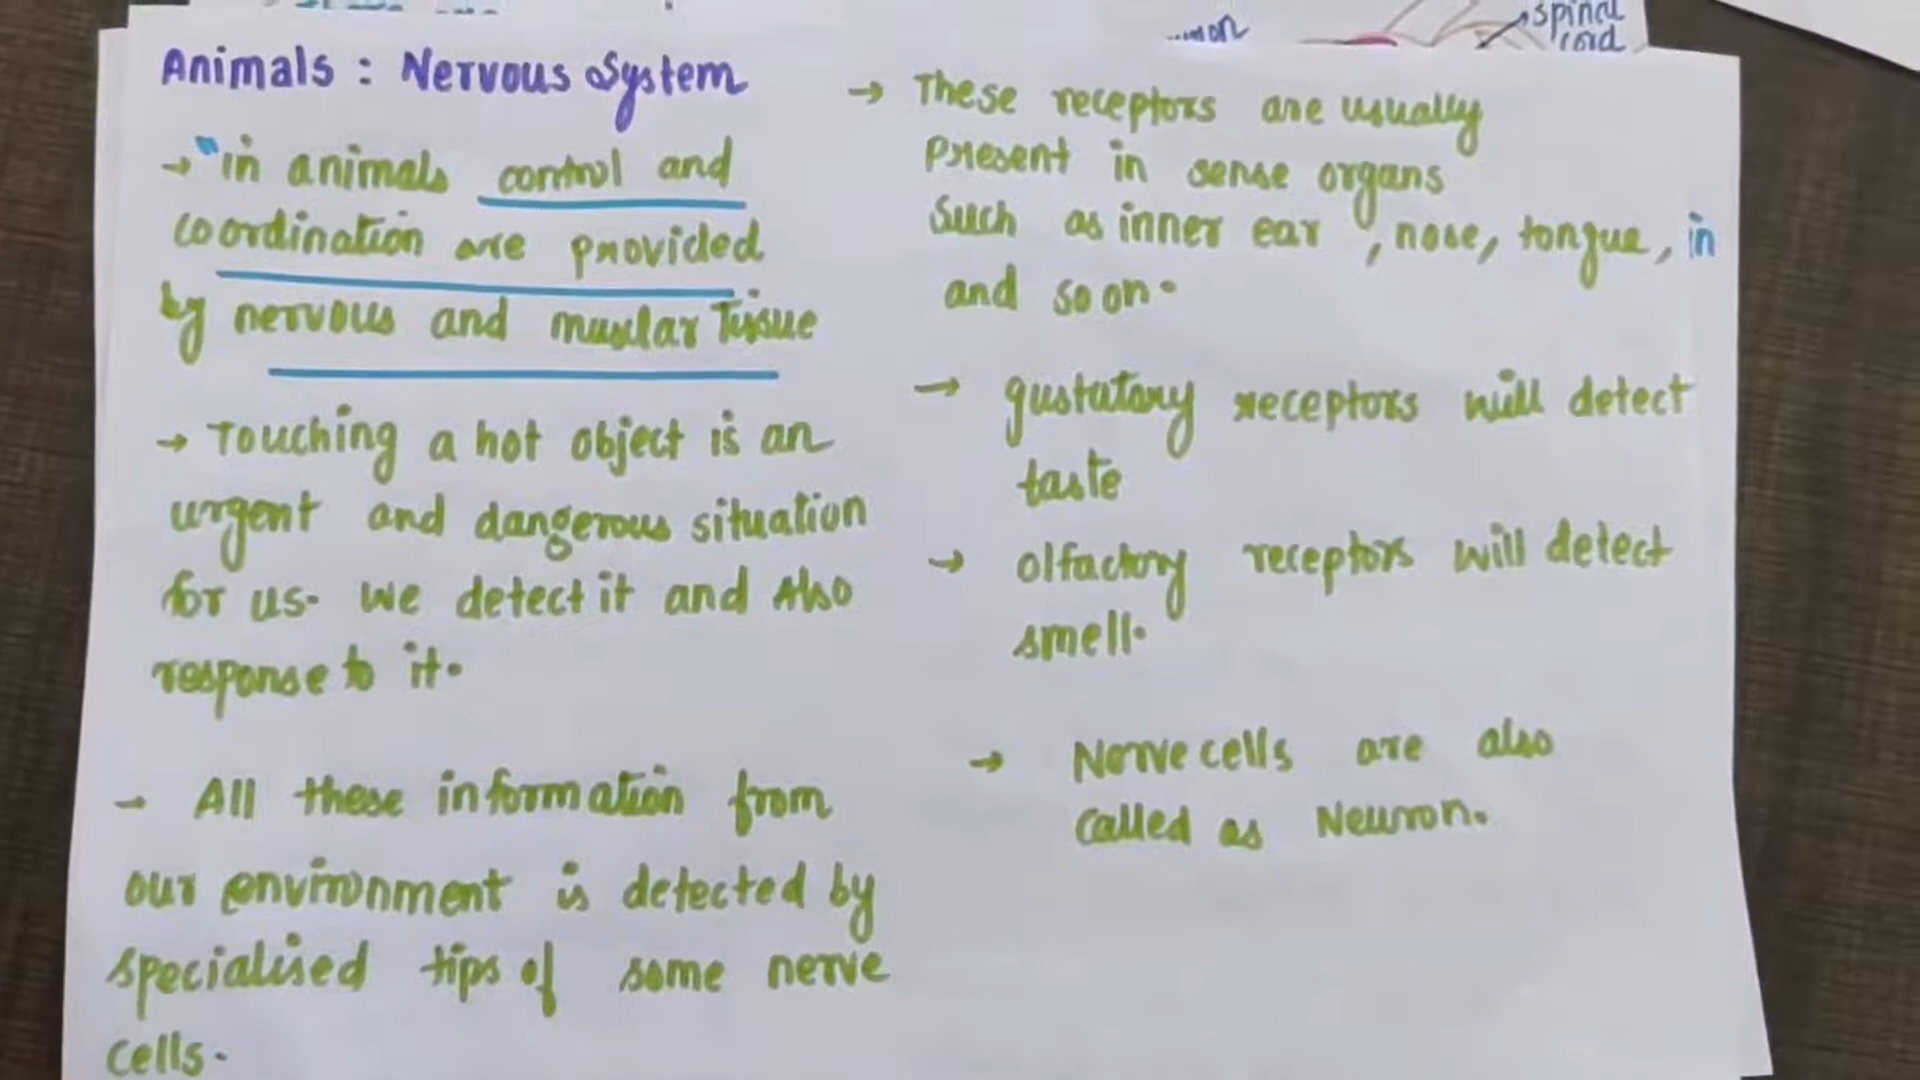 spinal
cord
Animals : Nervous System
→ in animals control and
coordination are provided
by nervous and muscular Tissue
→ Touching a hot object is an
urgent and dangerous situation
for us. we detect it and also
response to it.
- All these information from
our environment is detected by
specialised tips of some nerve
cells.
→ These receptors are usually
present in sense organs
Such as inner ear , nose, tongue, in
and so on.
→ gustatory receptors will detect
taste
→ olfactory receptors will detect
smell.
→ Nerve cells are also
called as Neuron.